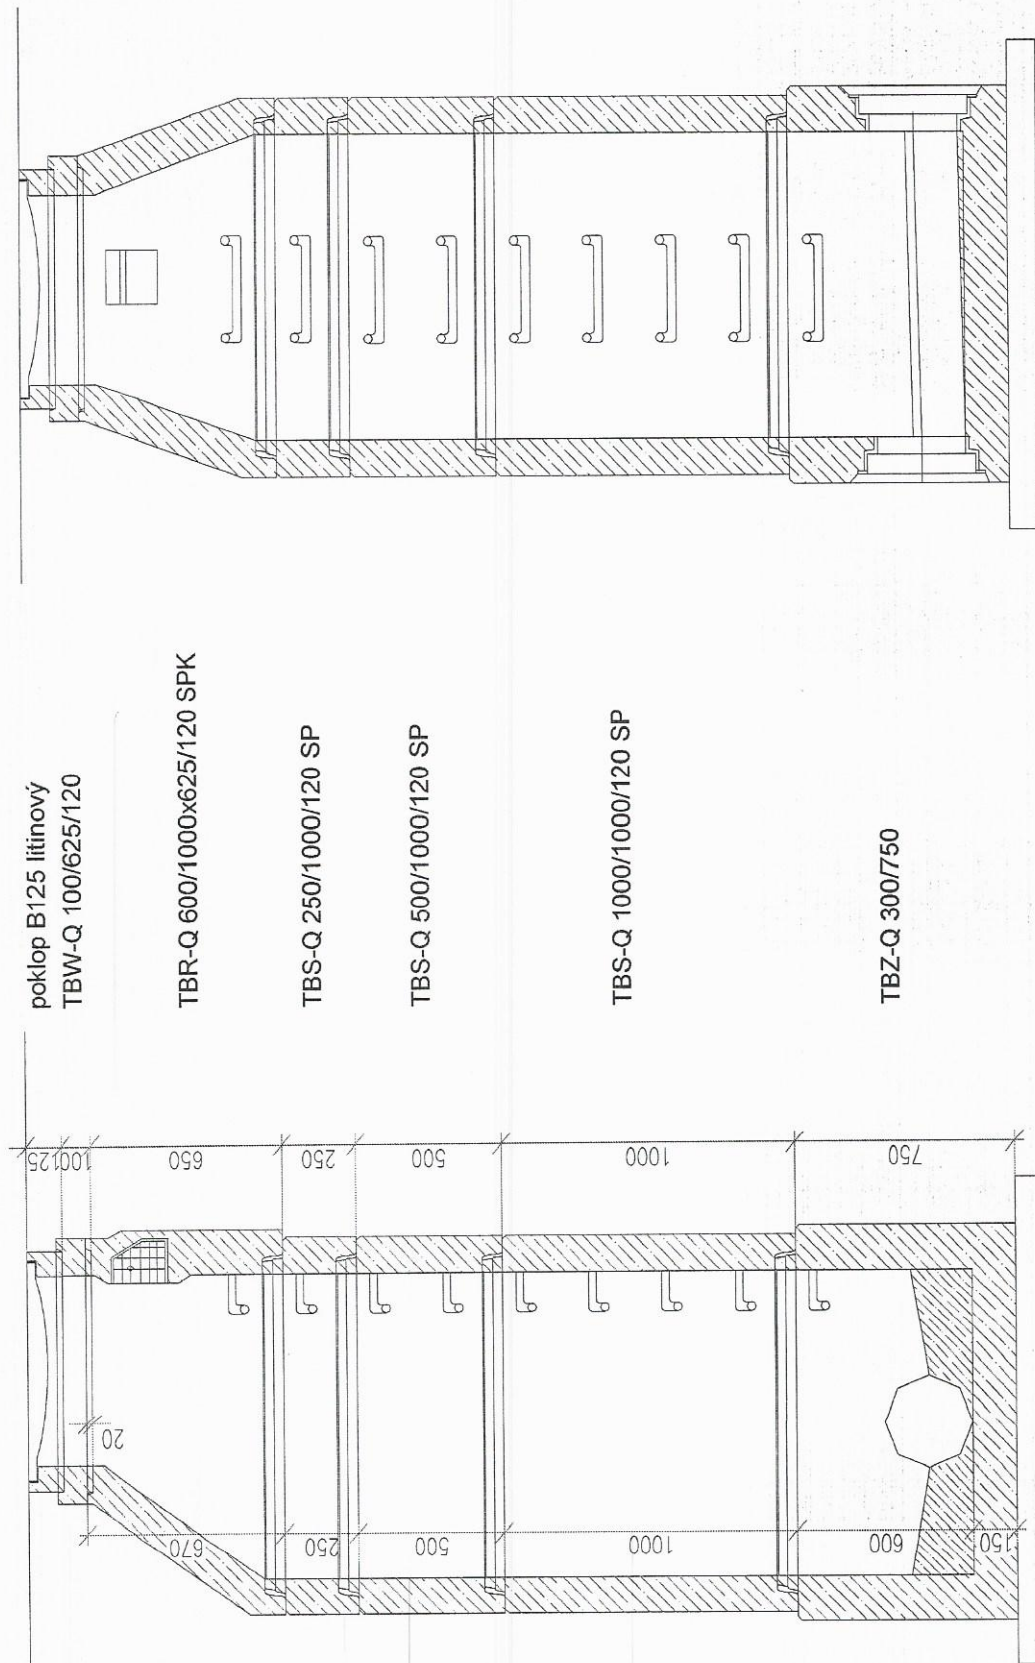 poklop B125 litinový
TBW-Q 100/625/120
TBR-Q 600/1000x625/120 SPK
TBS-Q 250/1000/120 SP
TBS-Q 500/1000/120 SP
TBS-Q 1000/1000/120 SP
TBZ-Q 300/750
125
100
650
250
500
1000
750
20
670
250
500
1000
600
150